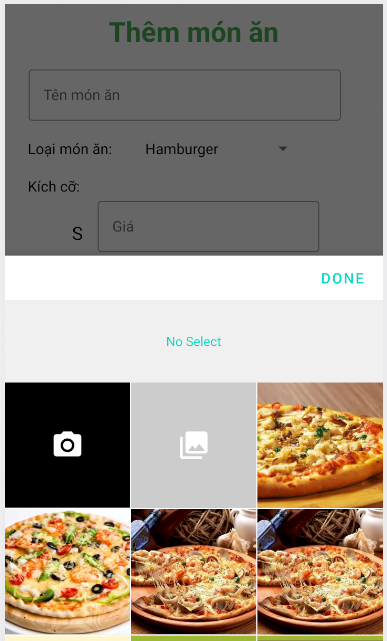 Thêm món ăn
Tên món ăn
Loại món ăn: Hamburger
Kích cỡ:
S Giá
DONE
No Select